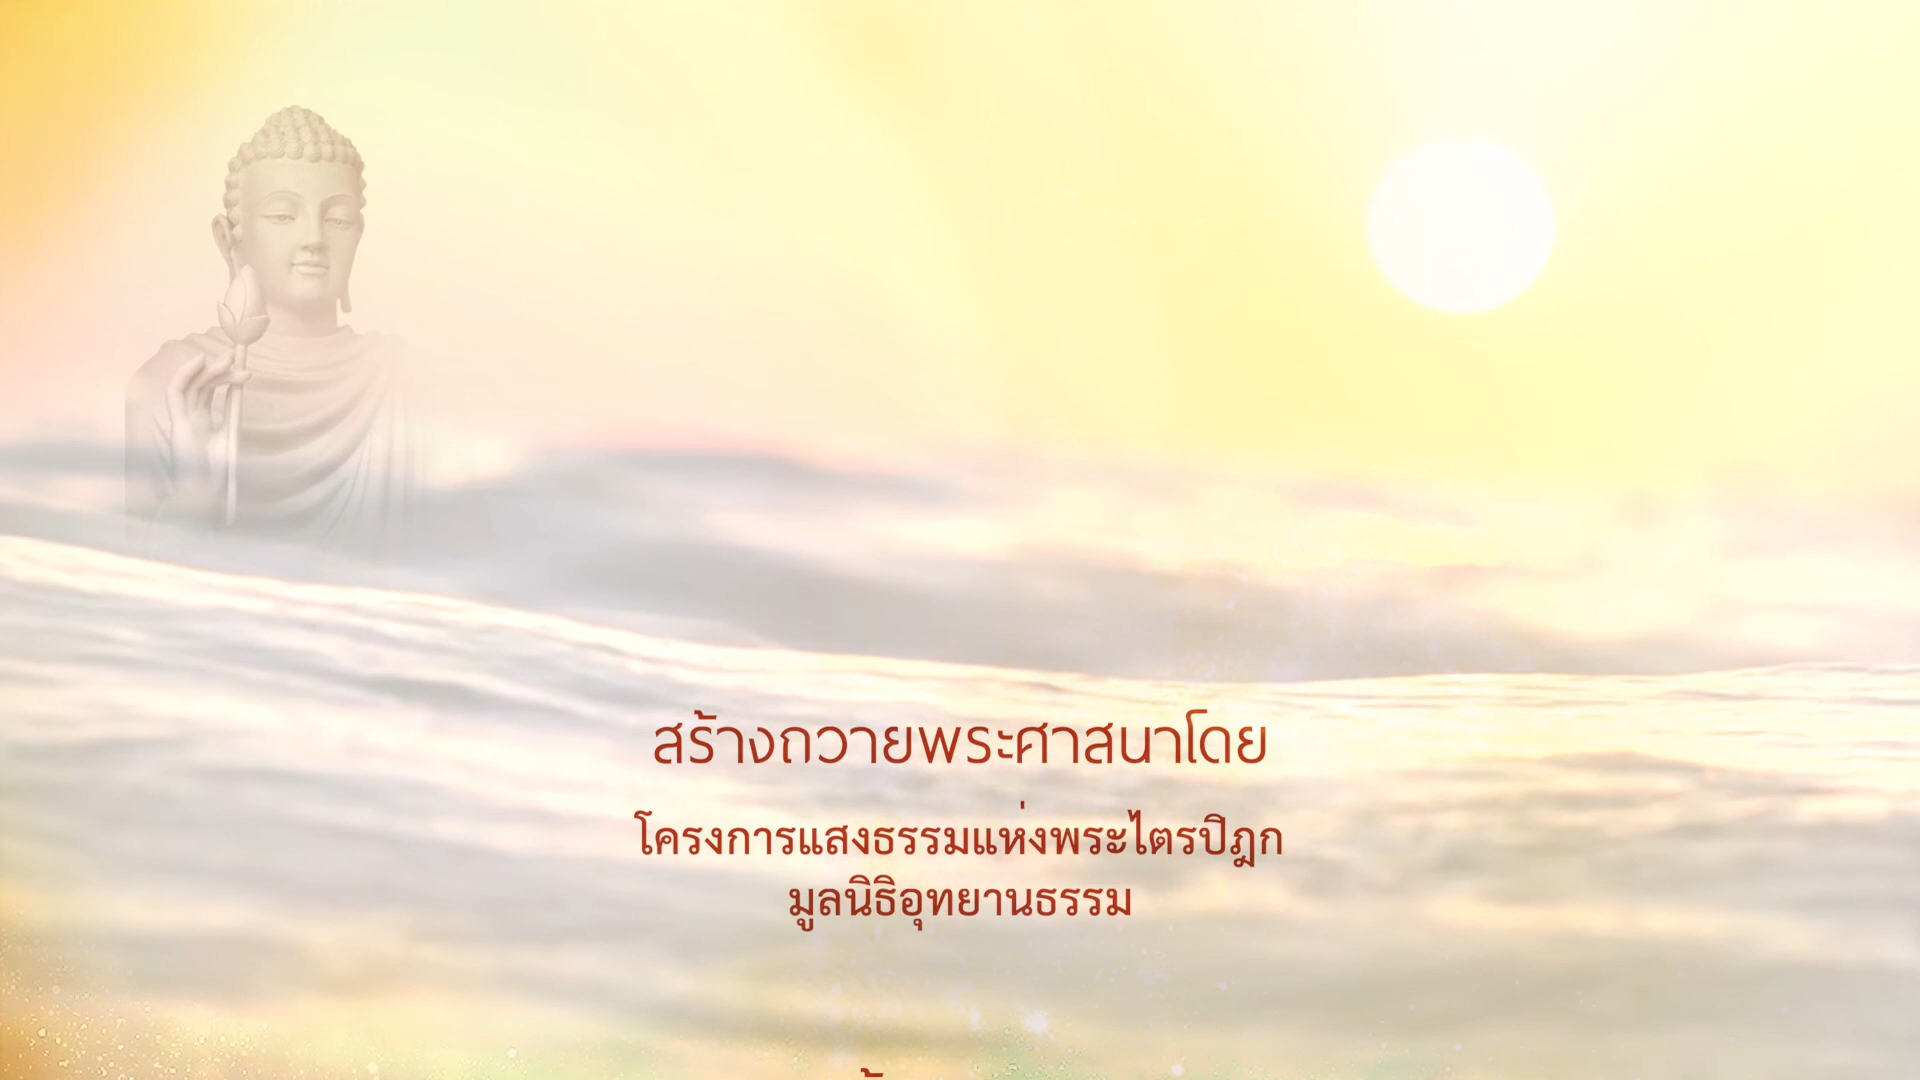 สร้างถวายพระศาสนาโดย
โครงการแสงธรรมแห่งพระไตรปิฎก
มูลนิธิอุทยานธรรม